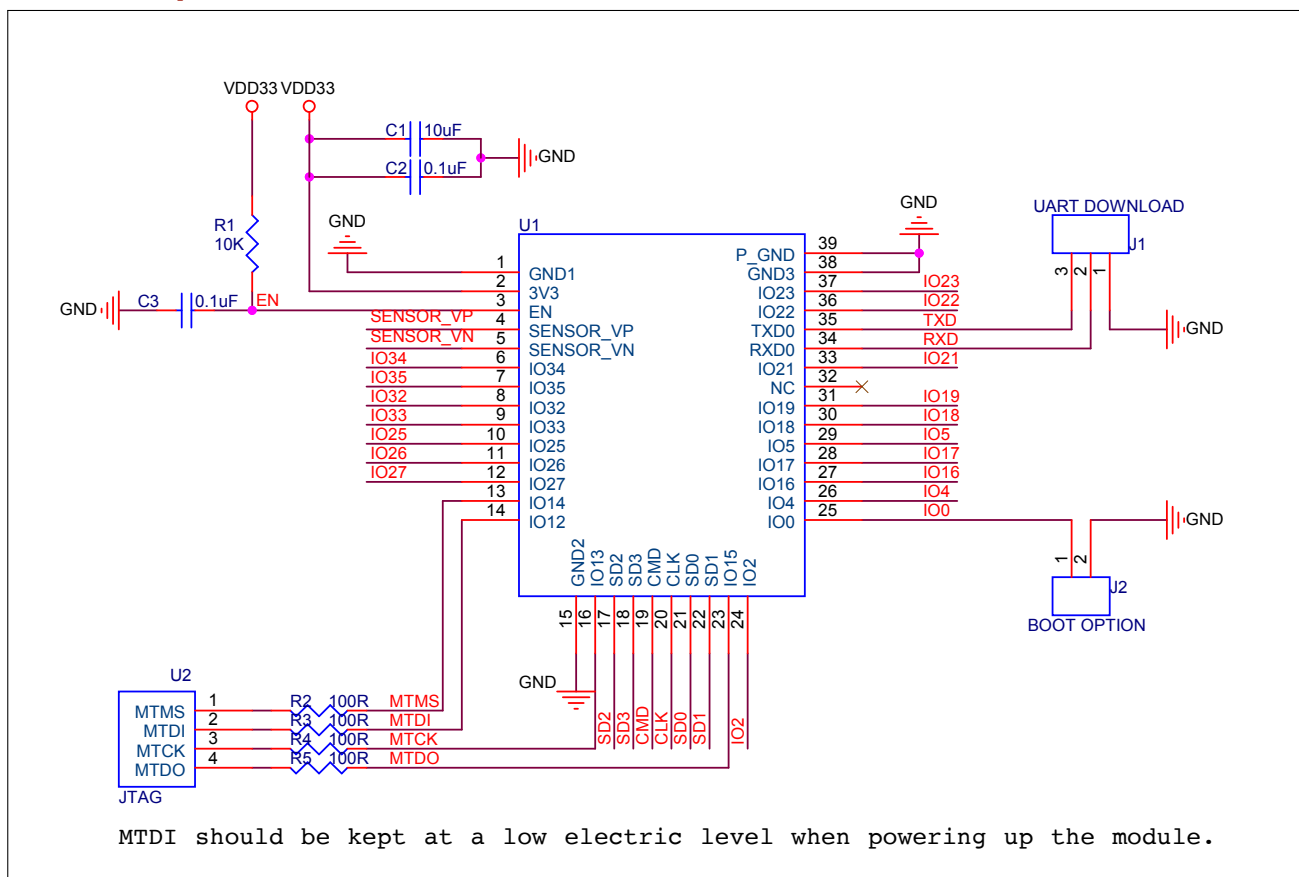 VDD33 VDD33
C1 10uF
C2 0.1uF
GND
R1
10K
GND
C3 0.1uF
EN
GND
U1
1 GND1
2 3V3
3 EN
SENSOR_VP 4 SENSOR_VP
SENSOR_VN 5 SENSOR_VN
IO34 6 IO34
IO35 7 IO35
IO32 8 IO32
IO33 9 IO33
IO25 10 IO25
IO26 11 IO26
IO27 12 IO27
13 IO14
14 IO12
GND
P_GND 39
GND3 38
IO23 37 IO23
IO22 36 IO22
TXD0 35 TXD
RXD0 34 RXD
IO21 33 IO21
NC 32
IO19 31 IO19
IO18 30 IO18
IO5 29 IO5
IO17 28 IO17
IO16 27 IO16
IO4 26 IO4
IO0 25 IO0
UART DOWNLOAD
J1
3 2 1
GND
GND
1 2
J2
BOOT OPTION
GND2 IO13 SD2 SD3 CMD CLK SD0 SD1 IO15 IO2
15 16 17 18 19 20 21 22 23 24
GND
SD2 SD3 CMD CLK SD0 SD1 IO2
U2
MTMS 1 R2 100R MTMS
MTDI 2 R3 100R MTDI
MTCK 3 R4 100R MTCK
MTDO 4 R5 100R MTDO
JTAG
MTDI should be kept at a low electric level when powering up the module.